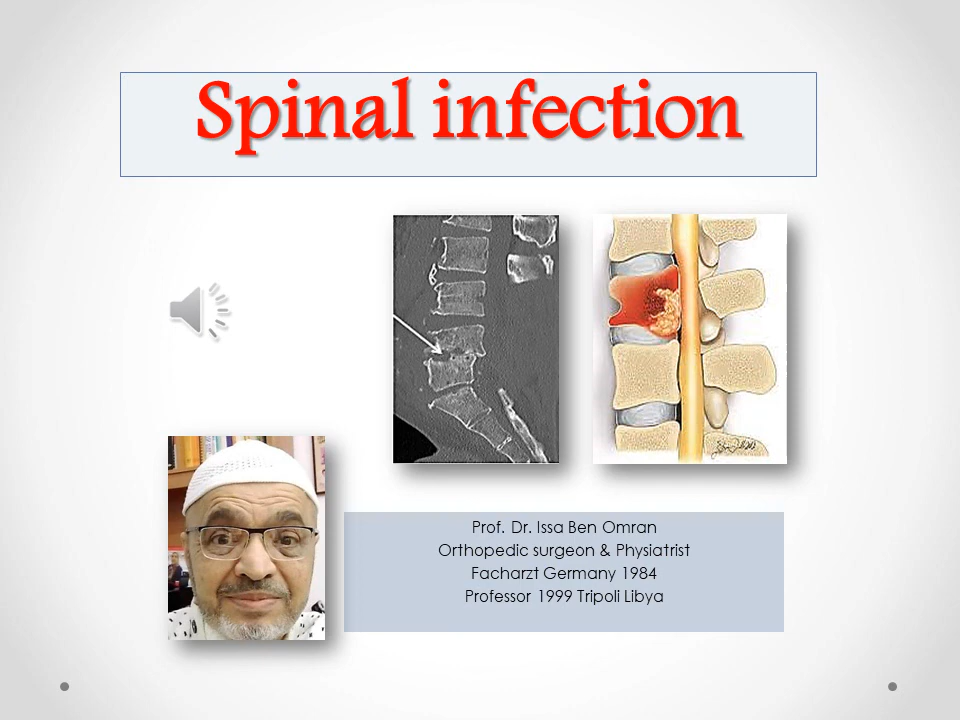 Spinal infection
Prof. Dr. Issa Ben Omran
Orthopedic surgeon & Physiatrist
Facharzt Germany 1984
Professor 1999 Tripoli Libya